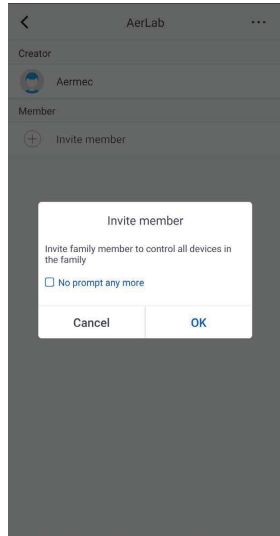 AerLab
Creator
Aermec
Member
Invite member
Invite member
Invite family member to control all devices in
the family
No prompt any more
Cancel OK